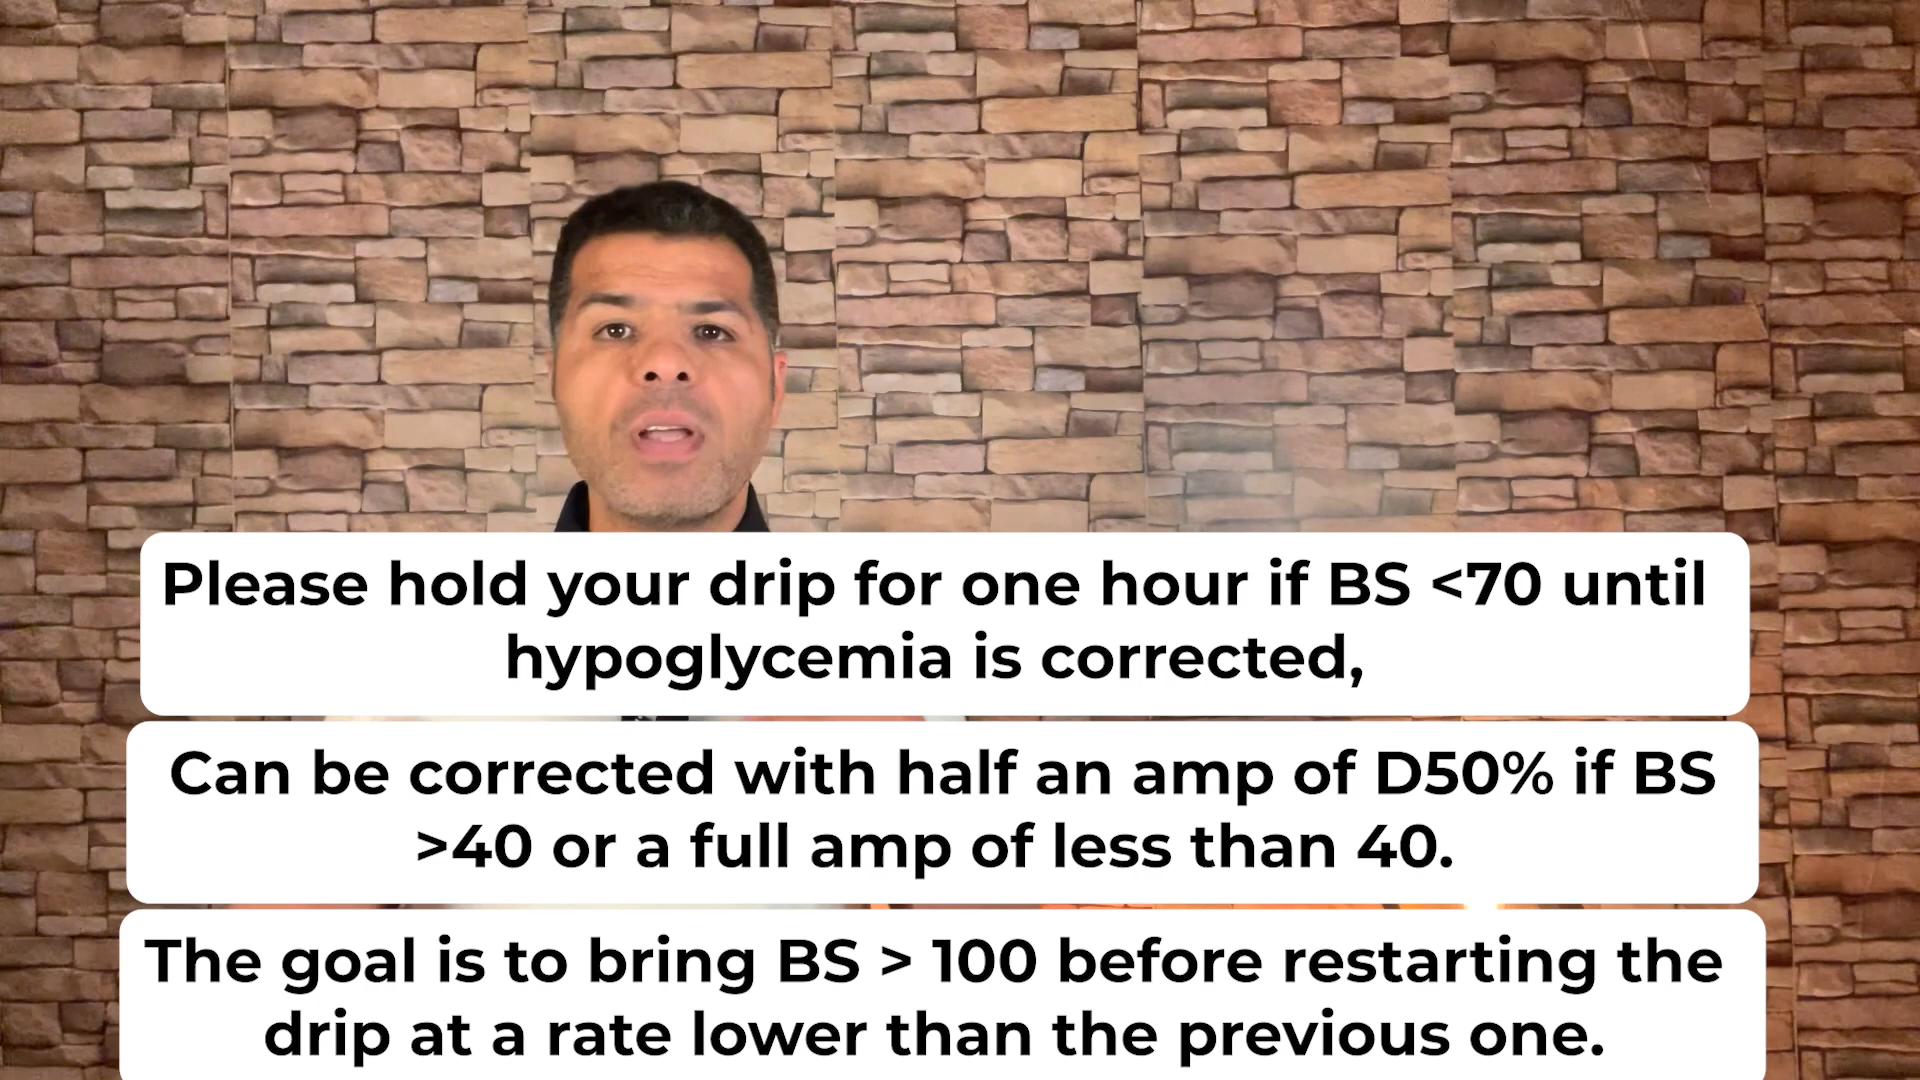 Please hold your drip for one hour if BS <70 until
hypoglycemia is corrected,
Can be corrected with half an amp of D50% if BS
>40 or a full amp of less than 40.
The goal is to bring BS > 100 before restarting the
drip at a rate lower than the previous one.